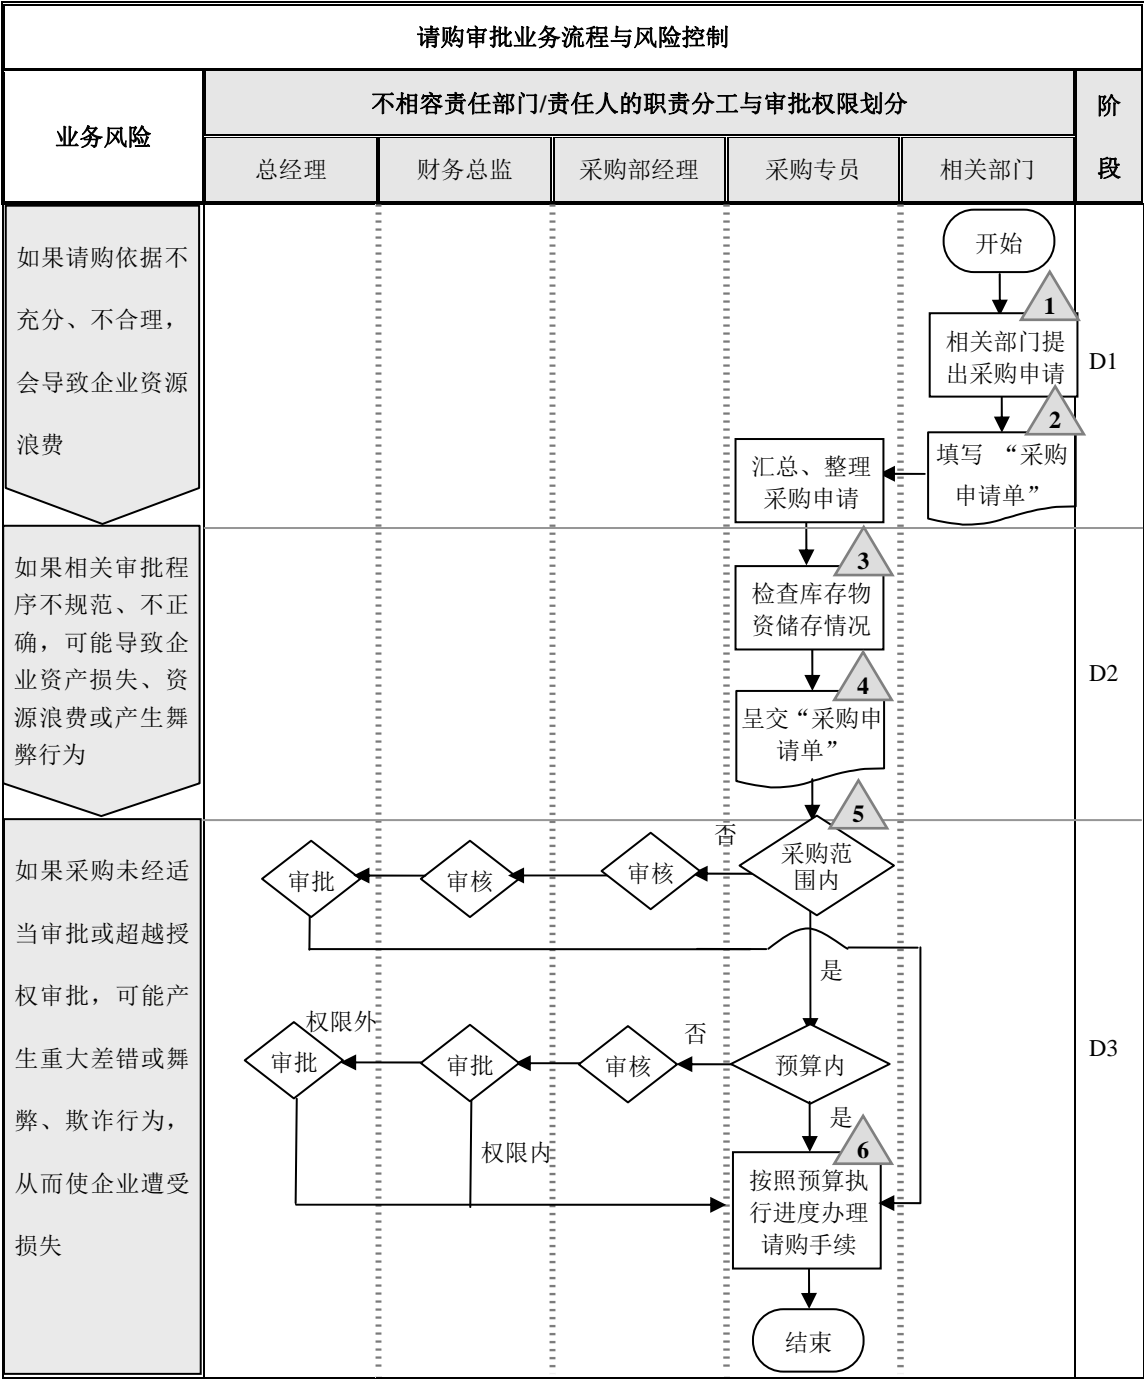 请购审批业务流程与风险控制
业务风险
不相容责任部门/责任人的职责分工与审批权限划分
阶
段
总经理
财务总监
采购部经理
采购专员
相关部门
如果请购依据不
充分、不合理，
会导致企业资源
浪费
开始
1
相关部门提
出采购申请
D1
2
填写 “采购
申请单”
汇总、整理
采购申请
如果相关审批程
序不规范、不正
确，可能导致企
业资产损失、资
源浪费或产生舞
弊行为
3
检查库存物
资储存情况
D2
4
呈交“采购申
请单”
如果采购未经适
当审批或超越授
权审批，可能产
生重大差错或舞
弊、欺诈行为，
从而使企业遭受
损失
5
采购范
围内
否
审核
审核
审批
是
D3
预算内
否
审核
审批
权限外
审批
权限内
是
6
按照预算执
行进度办理
请购手续
结束